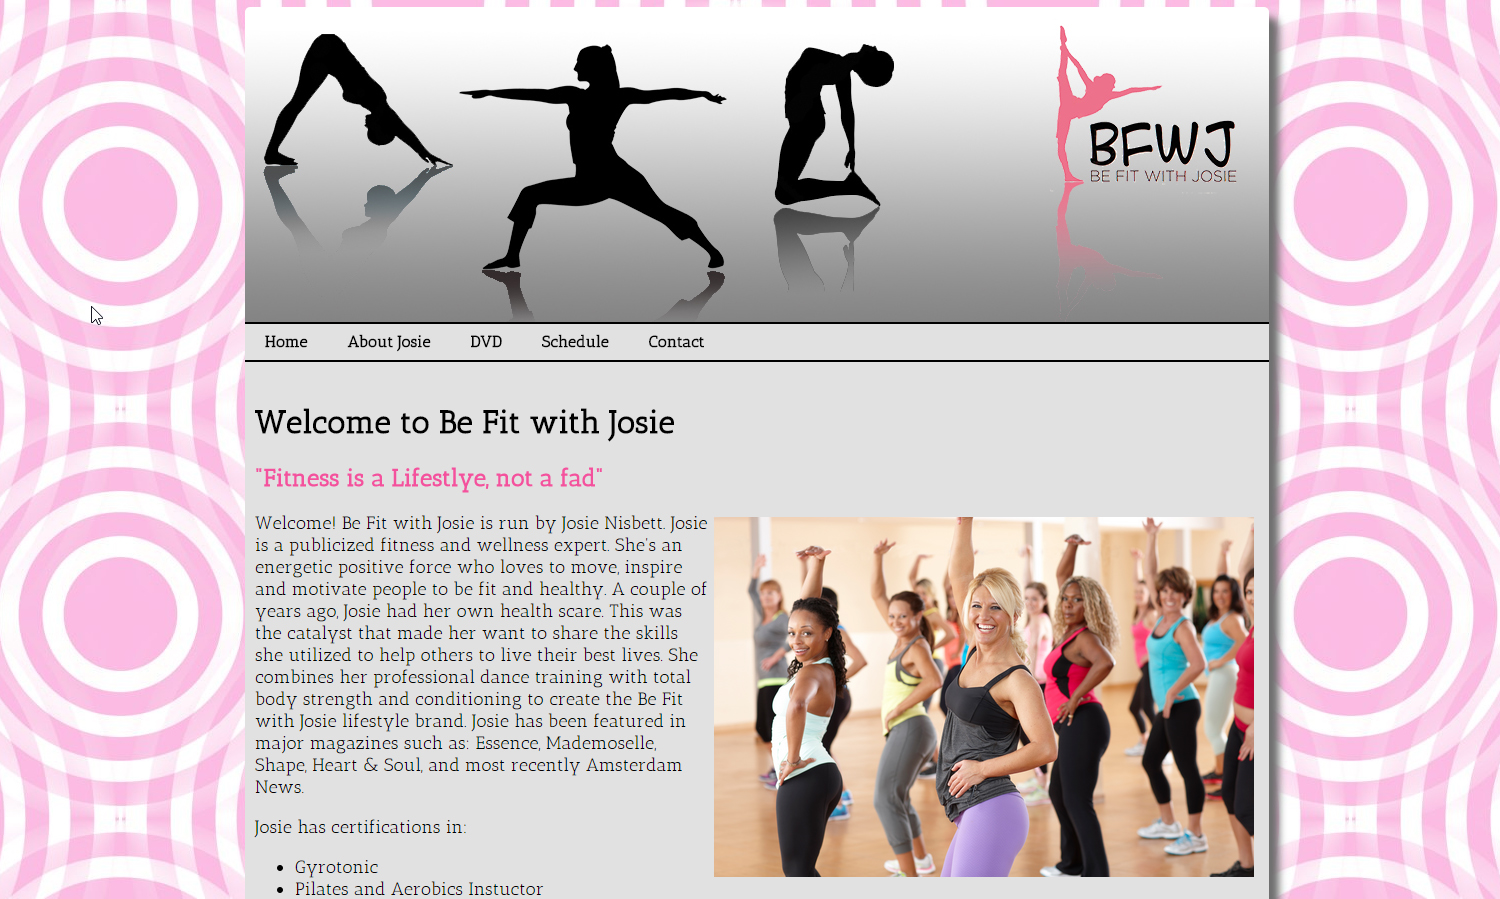 BFWJ
BE FIT WITH JOSIE
Home About Josie DVD Schedule Contact
Welcome to Be Fit with Josie
"Fitness is a Lifestlye, not a fad"
Welcome! Be Fit with Josie is run by Josie Nisbett. Josie
is a publicized fitness and wellness expert. She's an
energetic positive force who loves to move, inspire
and motivate people to be fit and healthy. A couple of
years ago, Josie had her own health scare. This was
the catalyst that made her want to share the skills
she utilized to help others to live their best lives. She
combines her professional dance training with total
body strength and conditioning to create the Be Fit
with Josie lifestyle brand. Josie has been featured in
major magazines such as: Essence, Mademoselle,
Shape, Heart & Soul, and most recently Amsterdam
News.
Josie has certifications in:
• Gyrotonic
• Pilates and Aerobics Instuctor